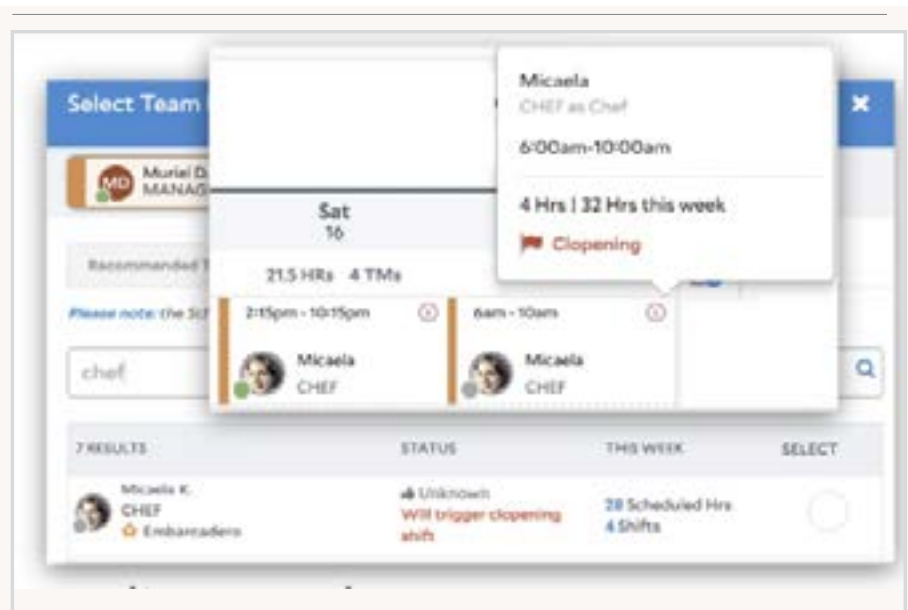 Select Team
Micaela
CHEF as Chef
6:00am-10:00am
4 Hrs | 32 Hrs this week
Clopening
MD
Muriel D
MANAG
Sat
16
Recommended T
21.5 HRs 4 TMs
Please note: the Sch
2:15pm - 10:15pm
6am - 10am
Micaela
CHEF
Micaela
CHEF
chef
7 RESULTS STATUS THIS WEEK SELECT
Micaela K.
CHEF
Embarcadero
Unknown
Will trigger clopening
shift
28 Scheduled Hrs
4 Shifts